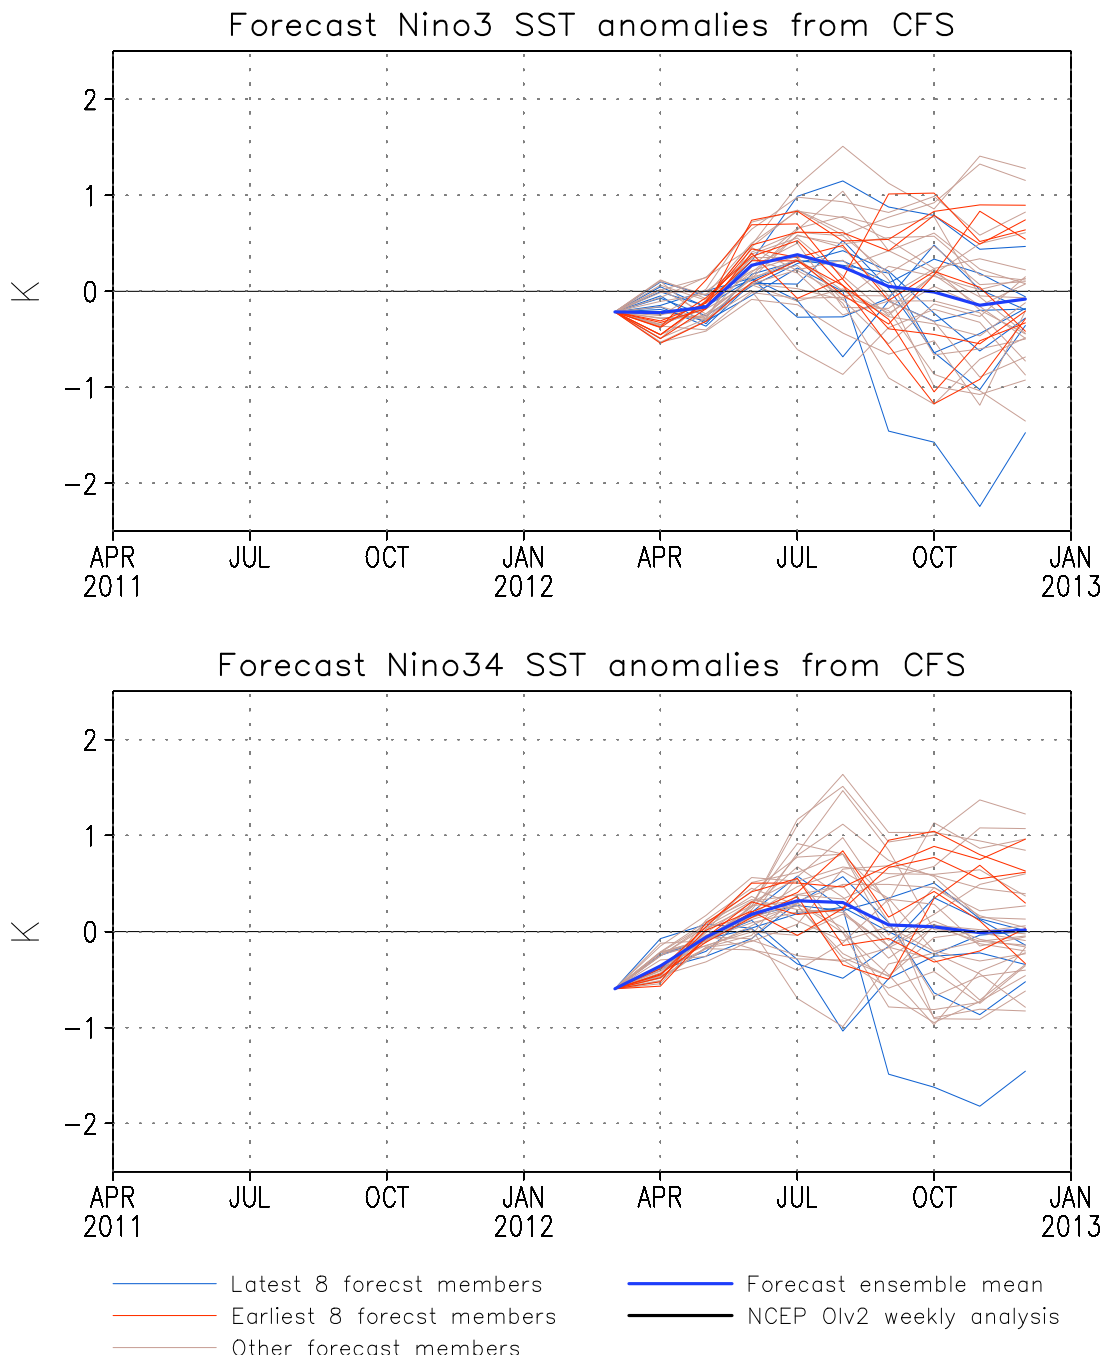 Forecast Nino3 SST anomalies from CFS
K
2
1
0
-1
-2
APR JUL OCT JAN APR JUL OCT JAN
2011 2012 2013
Forecast Nino34 SST anomalies from CFS
K
2
1
0
-1
-2
APR JUL OCT JAN APR JUL OCT JAN
2011 2012 2013
Latest 8 forecst members Forecast ensemble mean
Earliest 8 forecst members NCEP OIv2 weekly analysis
Other forecast members